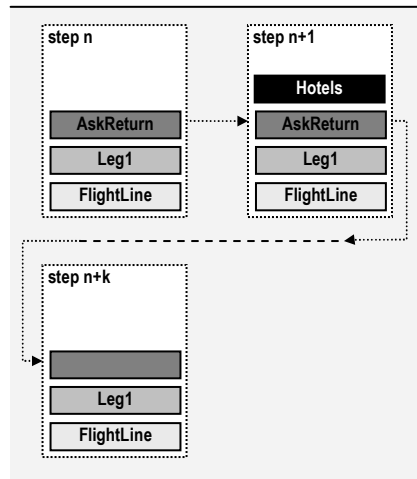 step n
AskReturn
Leg1
FlightLine
step n+1
Hotels
AskReturn
Leg1
FlightLine
step n+k
Leg1
FlightLine